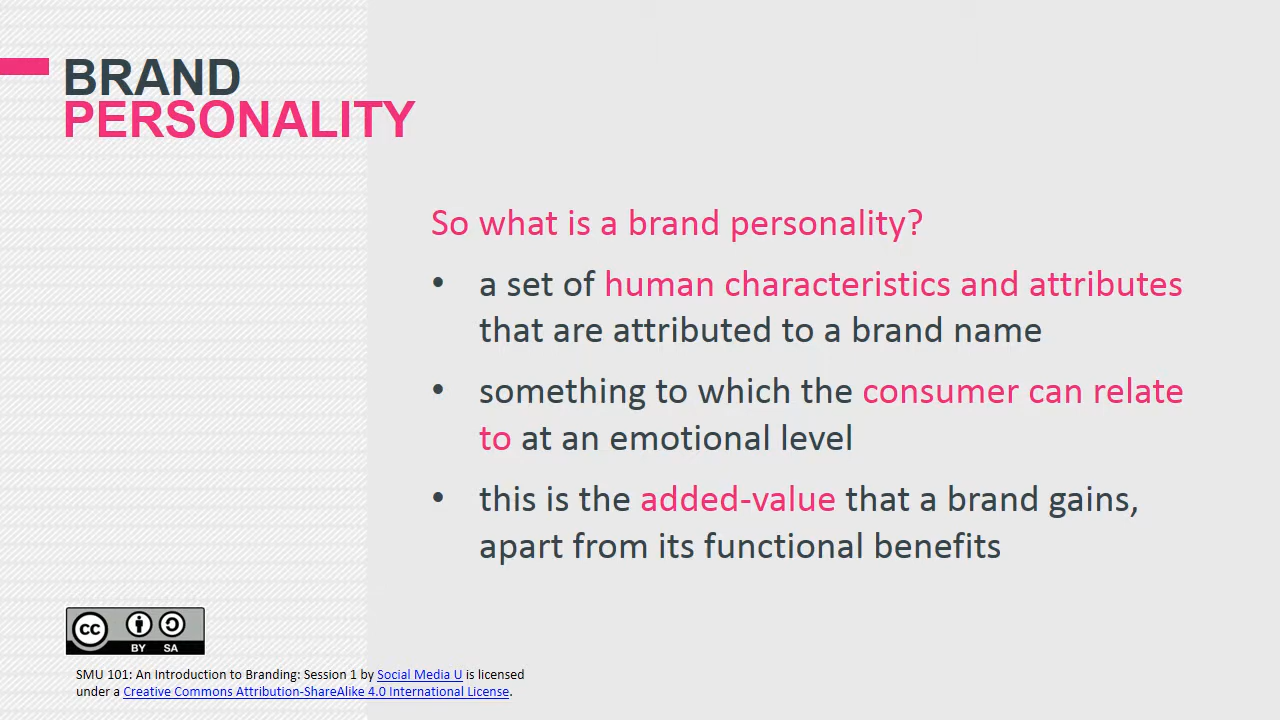 BRAND
PERSONALITY
So what is a brand personality?
• a set of human characteristics and attributes
that are attributed to a brand name
• something to which the consumer can relate
to at an emotional level
• this is the added-value that a brand gains,
apart from its functional benefits
cc
BY SA
SMU 101: An Introduction to Branding: Session 1 by Social Media U is licensed
under a Creative Commons Attribution-ShareAlike 4.0 International License.